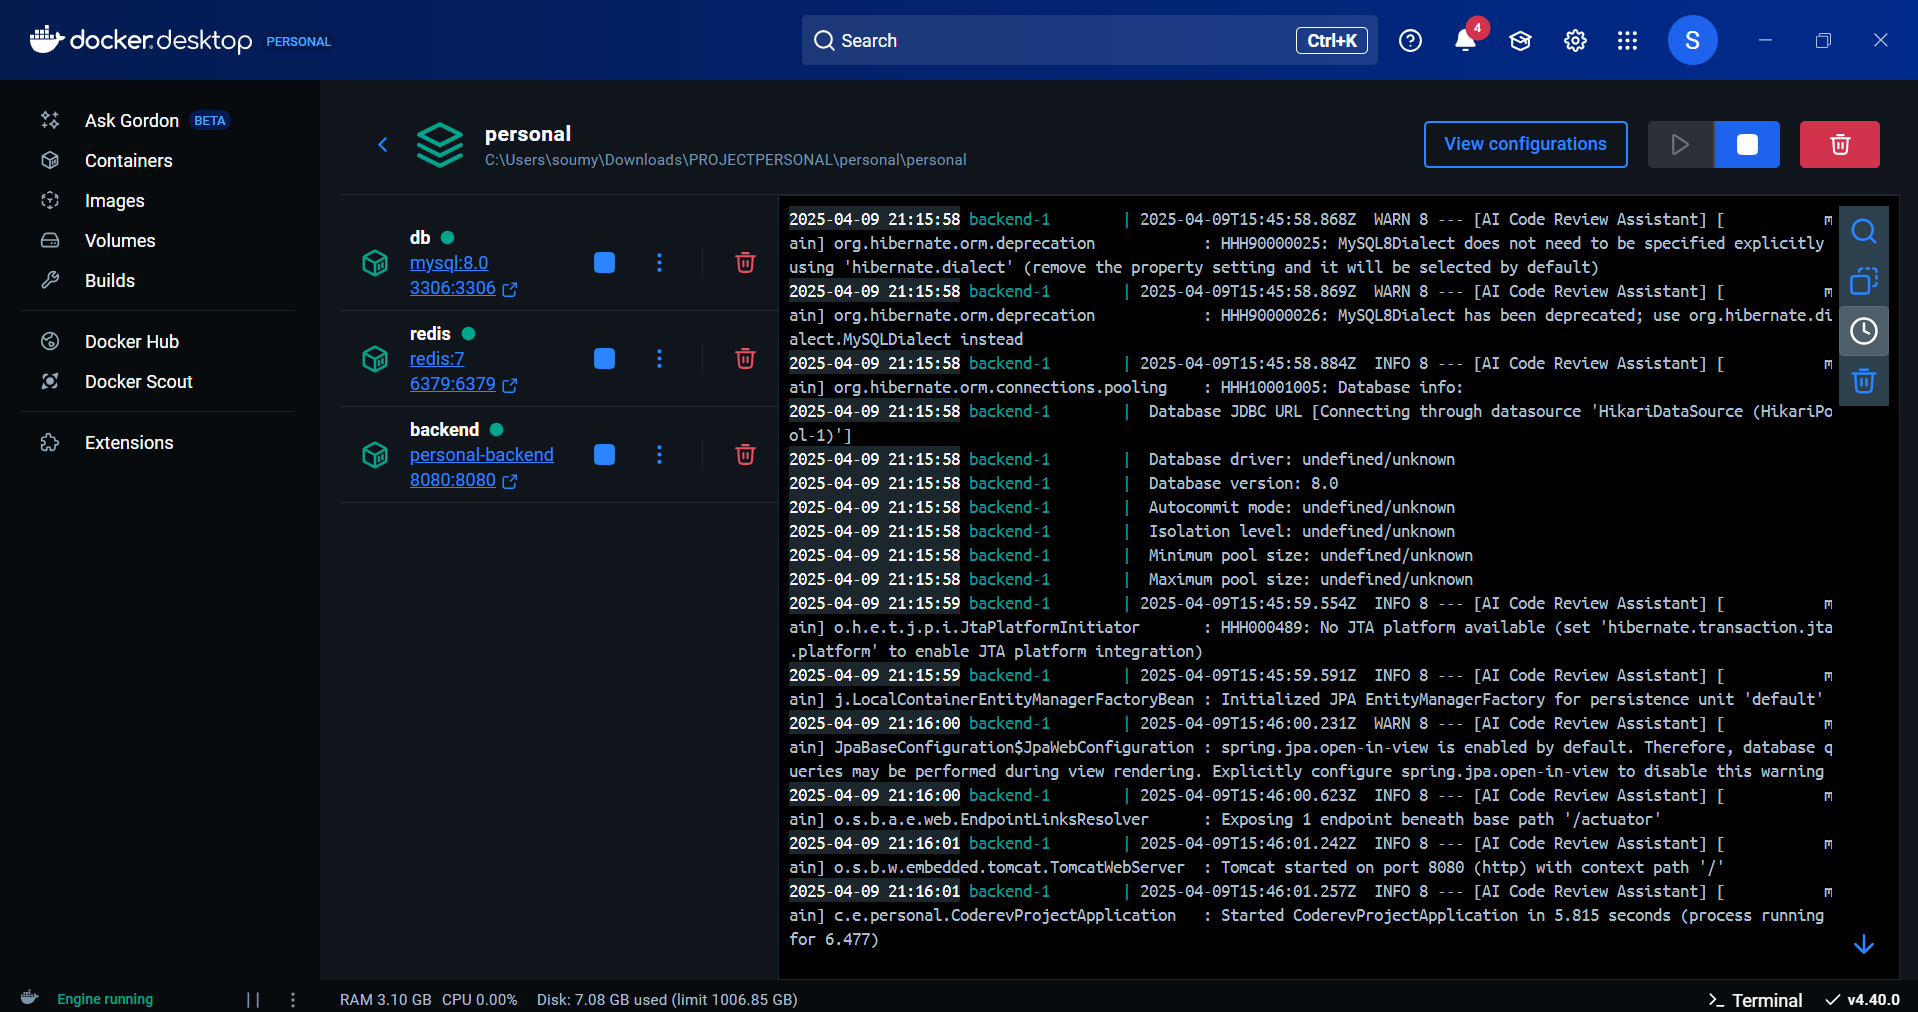 docker.desktop PERSONAL
Search
Ctrl+K
4
S
Ask Gordon BETA
Containers
Images
Volumes
Builds
Docker Hub
Docker Scout
Extensions
personal
C:\Users\soumy\Downloads\PROJECTPERSONAL\personal\personal
View configurations
db
mysql:8.0
3306:3306
redis
redis:7
6379:6379
backend
personal-backend
8080:8080
2025-04-09 21:15:58 backend-1 | 2025-04-09T15:45:58.868Z WARN 8 --- [AI Code Review Assistant] [ m
ain] org.hibernate.orm.deprecation : HHH90000025: MySQL8Dialect does not need to be specified explicitly
using 'hibernate.dialect' (remove the property setting and it will be selected by default)
2025-04-09 21:15:58 backend-1 | 2025-04-09T15:45:58.869Z WARN 8 --- [AI Code Review Assistant] [ m
ain] org.hibernate.orm.deprecation : HHH90000026: MySQL8Dialect has been deprecated; use org.hibernate.di
alect.MySQLDialect instead
2025-04-09 21:15:58 backend-1 | 2025-04-09T15:45:58.884Z INFO 8 --- [AI Code Review Assistant] [ m
ain] org.hibernate.orm.connections.pooling : HHH10001005: Database info:
2025-04-09 21:15:58 backend-1 | Database JDBC URL [Connecting through datasource 'HikariDataSource (HikariPo
ol-1)']
2025-04-09 21:15:58 backend-1 | Database driver: undefined/unknown
2025-04-09 21:15:58 backend-1 | Database version: 8.0
2025-04-09 21:15:58 backend-1 | Autocommit mode: undefined/unknown
2025-04-09 21:15:58 backend-1 | Isolation level: undefined/unknown
2025-04-09 21:15:58 backend-1 | Minimum pool size: undefined/unknown
2025-04-09 21:15:58 backend-1 | Maximum pool size: undefined/unknown
2025-04-09 21:15:59 backend-1 | 2025-04-09T15:45:59.554Z INFO 8 --- [AI Code Review Assistant] [ m
ain] o.h.e.t.j.p.i.JtaPlatformInitiator : HHH000489: No JTA platform available (set 'hibernate.transaction.jta
.platform' to enable JTA platform integration)
2025-04-09 21:15:59 backend-1 | 2025-04-09T15:45:59.591Z INFO 8 --- [AI Code Review Assistant] [ m
ain] j.LocalContainerEntityManagerFactoryBean : Initialized JPA EntityManagerFactory for persistence unit 'default'
2025-04-09 21:16:00 backend-1 | 2025-04-09T15:46:00.231Z WARN 8 --- [AI Code Review Assistant] [ m
ain] JpaBaseConfiguration$JpaWebConfiguration : spring.jpa.open-in-view is enabled by default. Therefore, database q
ueries may be performed during view rendering. Explicitly configure spring.jpa.open-in-view to disable this warning
2025-04-09 21:16:00 backend-1 | 2025-04-09T15:46:00.623Z INFO 8 --- [AI Code Review Assistant] [ m
ain] o.s.b.a.e.web.EndpointLinksResolver : Exposing 1 endpoint beneath base path '/actuator'
2025-04-09 21:16:01 backend-1 | 2025-04-09T15:46:01.242Z INFO 8 --- [AI Code Review Assistant] [ m
ain] o.s.b.w.embedded.tomcat.TomcatWebServer : Tomcat started on port 8080 (http) with context path '/'
2025-04-09 21:16:01 backend-1 | 2025-04-09T15:46:01.257Z INFO 8 --- [AI Code Review Assistant] [ m
ain] c.e.personal.CoderevProjectApplication : Started CoderevProjectApplication in 5.815 seconds (process running
for 6.477)
Engine running
RAM 3.10 GB CPU 0.00% Disk: 7.08 GB used (limit 1006.85 GB)
Terminal
v4.40.0